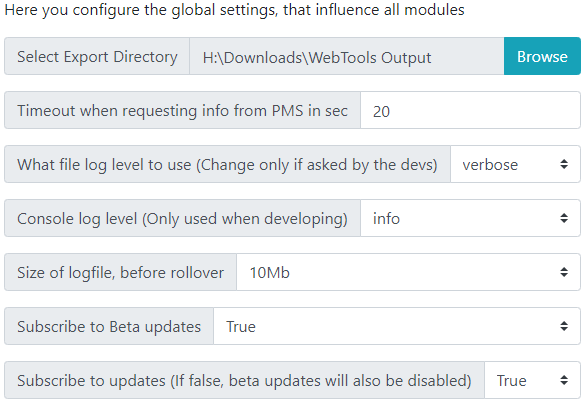 Here you configure the global settings, that influence all modules
Select Export Directory H:\Downloads\WebTools Output Browse
Timeout when requesting info from PMS in sec 20
What file log level to use (Change only if asked by the devs) verbose
Console log level (Only used when developing) info
Size of logfile, before rollover 10Mb
Subscribe to Beta updates True
Subscribe to updates (If false, beta updates will also be disabled) True